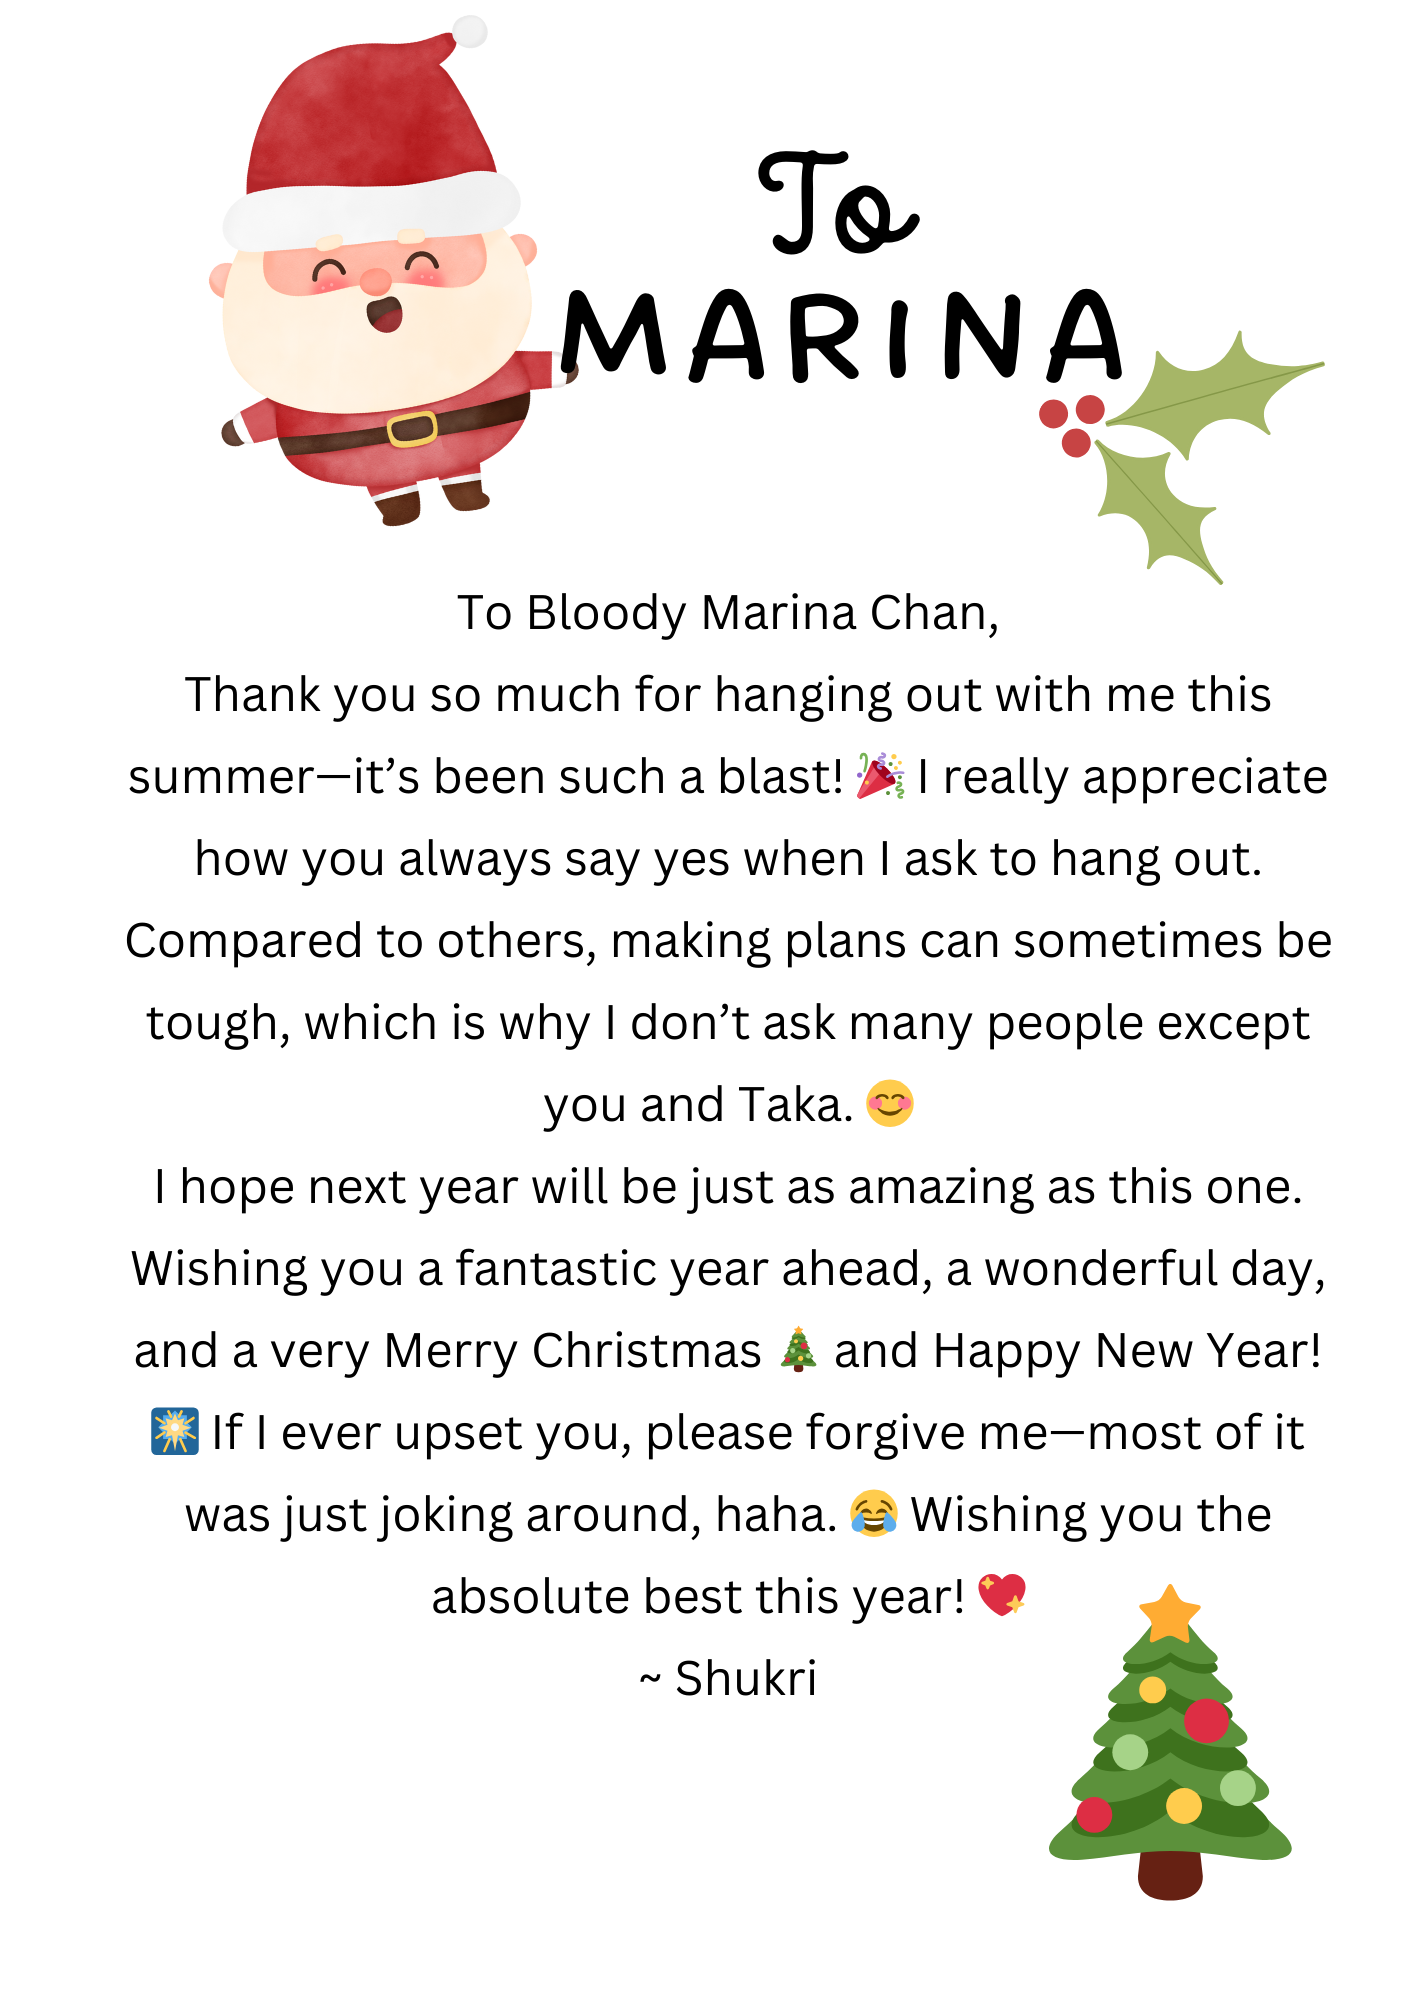 To
MARINA
To Bloody Marina Chan,
Thank you so much for hanging out with me this
summer—it’s been such a blast! 🎉 I really appreciate
how you always say yes when I ask to hang out.
Compared to others, making plans can sometimes be
tough, which is why I don’t ask many people except
you and Taka. 😊
I hope next year will be just as amazing as this one.
Wishing you a fantastic year ahead, a wonderful day,
and a very Merry Christmas 🎄 and Happy New Year!
🎆 If I ever upset you, please forgive me—most of it
was just joking around, haha. 😂 Wishing you the
absolute best this year! 💖
~ Shukri